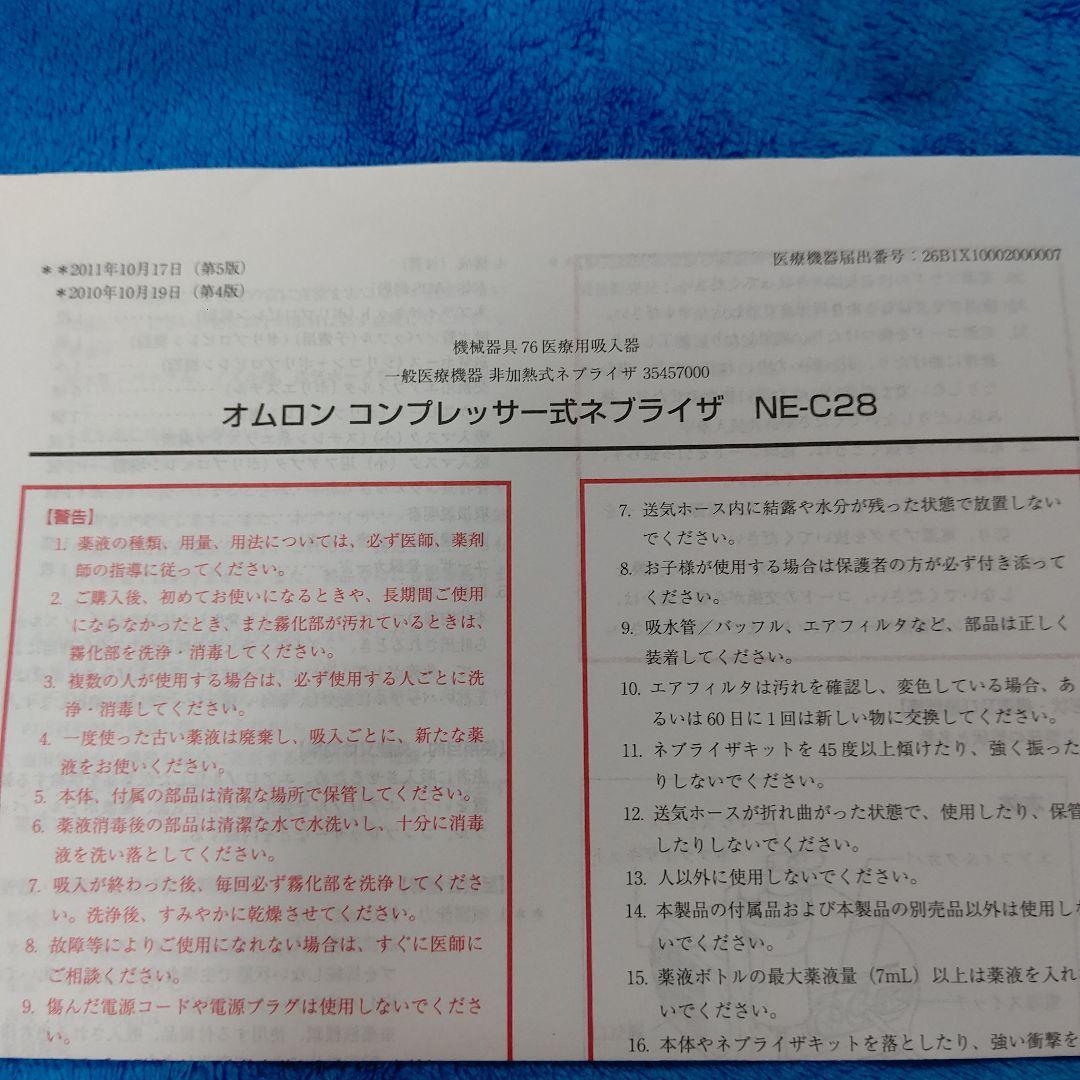 ＊＊2011年10月17日（第5版）
＊2010年10月19日（第4版）
医療機器届出番号：26B1X10002000007
機械器具76 医療用吸入器
一般医療機器 非加熱式ネブライザ 35457000
オムロン コンプレッサー式ネブライザ NE-C28
【警告】
1. 薬液の種類、用量、用法については、必ず医師、薬剤
師の指導に従ってください。
2. ご購入後、初めてお使いになるときや、長期間ご使用
にならなかったとき、また霧化部が汚れているときは、
霧化部を洗浄・消毒してください。
3. 複数の人が使用する場合は、必ず使用する人ごとに洗
浄・消毒してください。
4. 一度使った古い薬液は廃棄し、吸入ごとに、新たな薬
液をお使いください。
5. 本体、付属の部品は清潔な場所で保管してください。
6. 薬液消毒後の部品は清潔な水で水洗いし、十分に消毒
液を洗い落としてください。
7. 吸入が終わった後、毎回必ず霧化部を洗浄してくださ
い。洗浄後、すみやかに乾燥させてください。
8. 故障等によりご使用になれない場合は、すぐに医師に
ご相談ください。
9. 傷んだ電源コードや電源プラグは使用しないでくださ
い。
7. 送気ホース内に結露や水分が残った状態で放置しない
でください。
8. お子様が使用する場合は保護者の方が必ず付き添って
ください。
9. 吸水管／バッフル、エアフィルタなど、部品は正しく
装着してください。
10. エアフィルタは汚れを確認し、変色している場合、あ
るいは60日に1回は新しい物に交換してください。
11. ネブライザキットを45度以上傾けたり、強く振った
りしないでください。
12. 送気ホースが折れ曲がった状態で、使用したり、保管
したりしないでください。
13. 人以外に使用しないでください。
14. 本製品の付属品および本製品の別売品以外は使用しな
いでください。
15. 薬液ボトルの最大薬液量（7mL）以上は薬液を入れ
いでください。
16. 本体やネブライザキットを落としたり、強い衝撃を